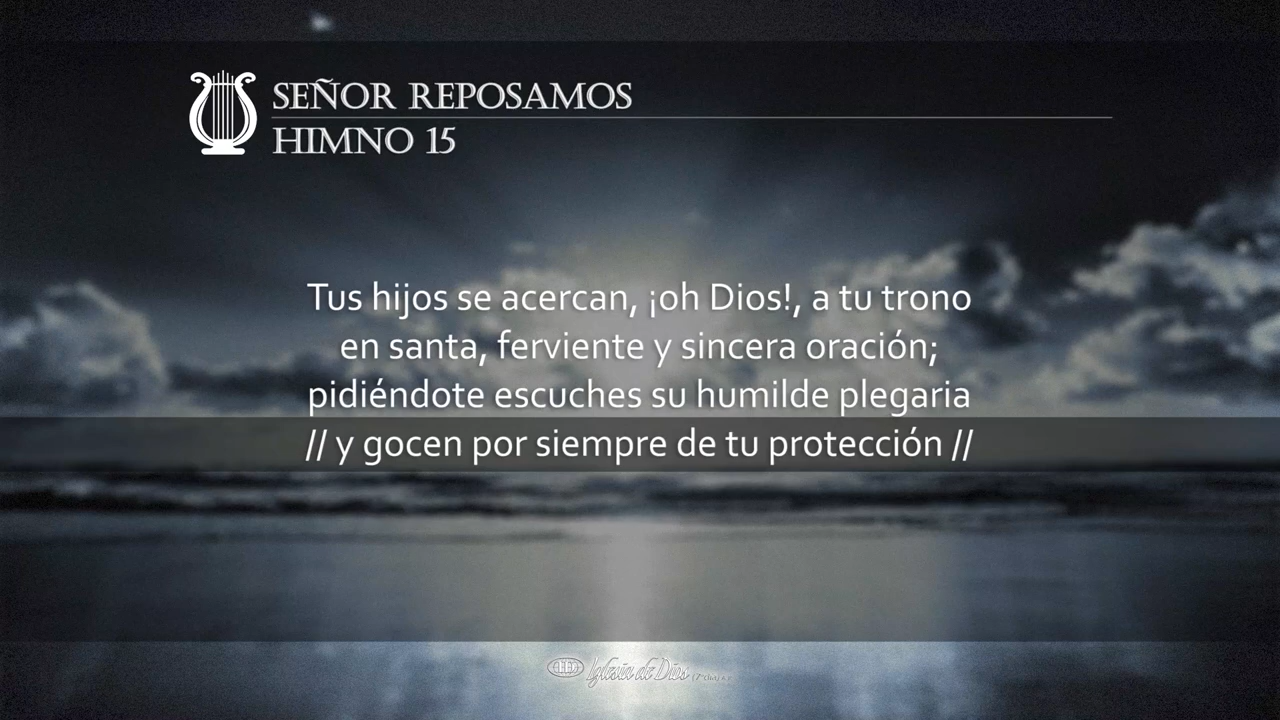 SEÑOR REPOSAMOS
HIMNO 15
Tus hijos se acercan, ¡oh Dios!, a tu trono
en santa, ferviente y sincera oración;
pidiéndote escuches su humilde plegaria
// y gocen por siempre de tu protección //
Iglesia de Dios